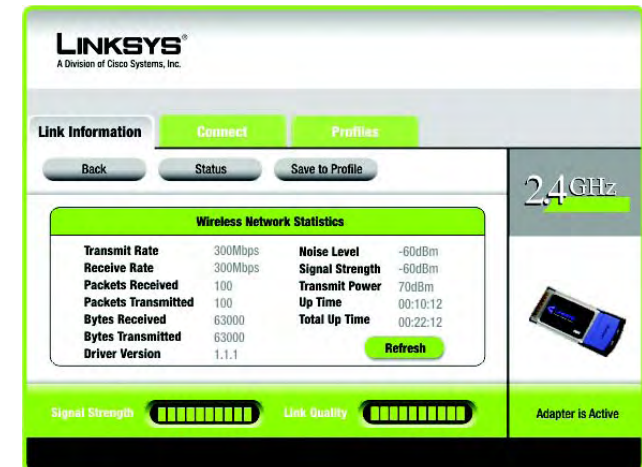 LINKSYS®
A Division of Cisco Systems, Inc.
Link Information
Connect
Profiles
Back
Status
Save to Profile
2.4GHz
Wireless Network Statistics
Transmit Rate 300Mbps
Receive Rate 300Mbps
Packets Received 100
Packets Transmitted 100
Bytes Received 63000
Bytes Transmitted 63000
Driver Version 1.1.1
Noise Level -60dBm
Signal Strength -60dBm
Transmit Power 70dBm
Up Time 00:10:12
Total Up Time 00:22:12
Refresh
Signal Strength
Link Quality
Adapter is Active